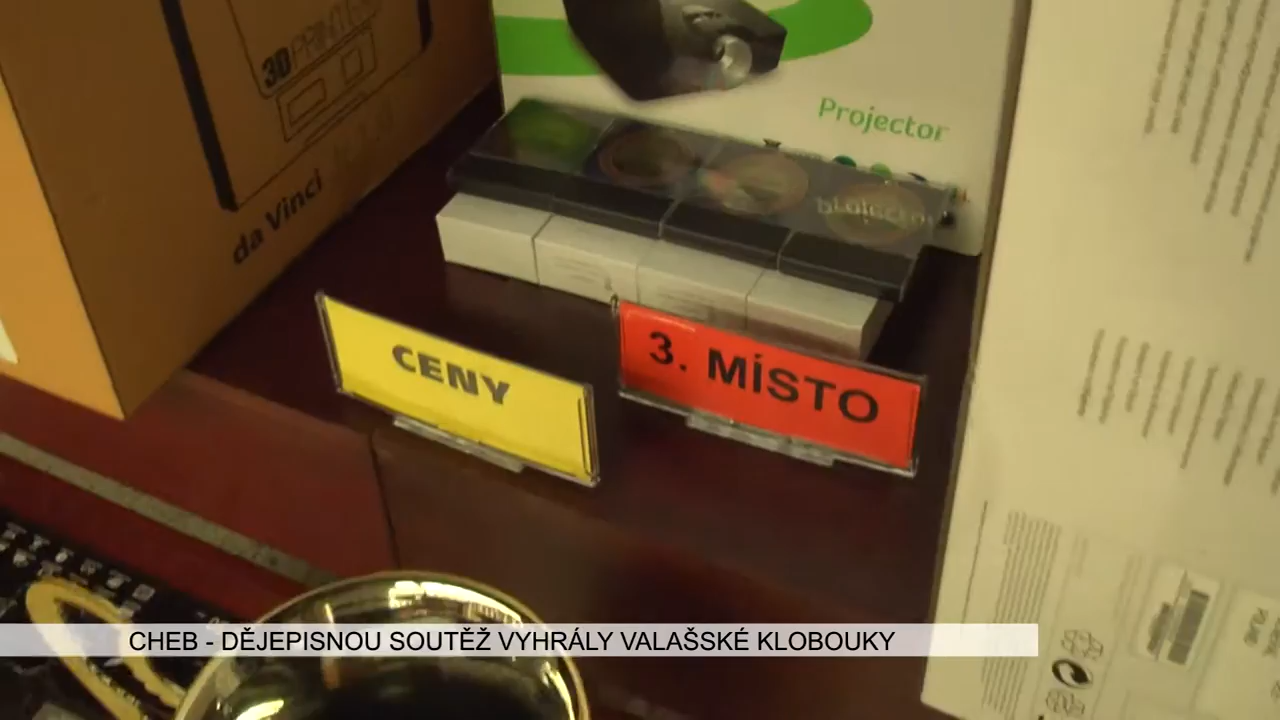 3D PRINTER
da Vinci
Projector
CENY
3. MÍSTO
CHEB - DĚJEPISNOU SOUTĚŽ VYHRÁLY VALAŠSKÉ KLOBOUKY